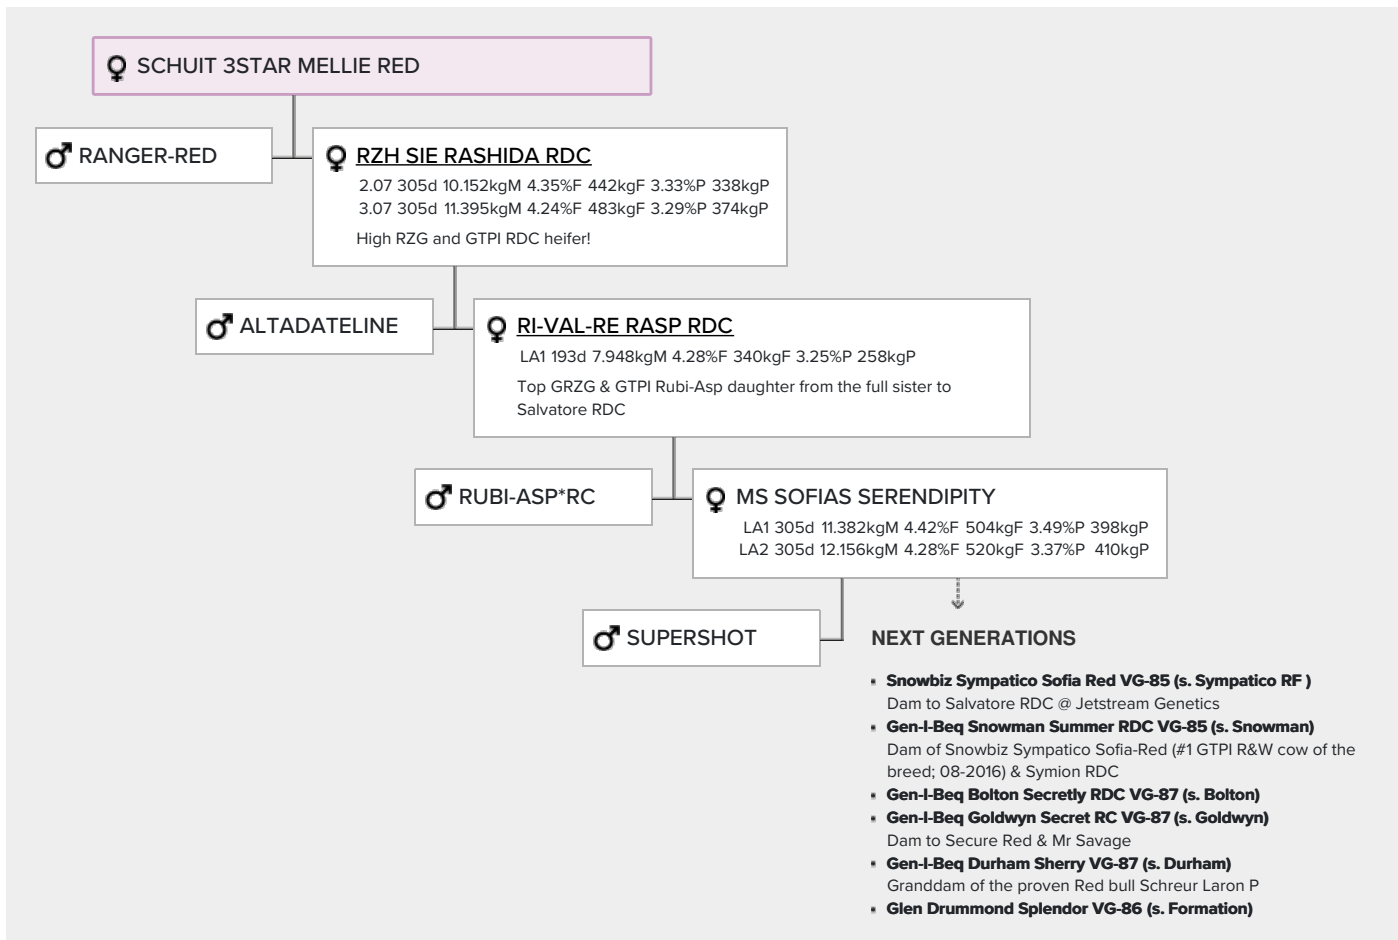 SCHUIT 3STAR MELLIE RED
RANGER-RED
RZH SIE RASHIDA RDC
2.07 305d 10.152kgM 4.35%F 442kgF 3.33%P 338kgP
3.07 305d 11.395kgM 4.24%F 483kgF 3.29%P 374kgP
High RZG and GTPI RDC heifer!
ALTADATELINE
RI-VAL-RE RASP RDC
LA1 193d 7.948kgM 4.28%F 340kgF 3.25%P 258kgP
Top GRZG & GTPI Rubi-Asp daughter from the full sister to
Salvatore RDC
RUBI-ASP*RC
MS SOFIAS SERENDIPITY
LA1 305d 11.382kgM 4.42%F 504kgF 3.49%P 398kgP
LA2 305d 12.156kgM 4.28%F 520kgF 3.37%P 410kgP
SUPERSHOT
NEXT GENERATIONS
Snowbiz Sympatico Sofia Red VG-85 (s. Sympatico RF )
Dam to Salvatore RDC @ Jetstream Genetics
Gen-I-Beq Snowman Summer RDC VG-85 (s. Snowman)
Dam of Snowbiz Sympatico Sofia-Red (#1 GTPI R&W cow of the
breed; 08-2016) & Symion RDC
Gen-I-Beq Bolton Secretly RDC VG-87 (s. Bolton)
Gen-I-Beq Goldwyn Secret RC VG-87 (s. Goldwyn)
Dam to Secure Red & Mr Savage
Gen-I-Beq Durham Sherry VG-87 (s. Durham)
Granddam of the proven Red bull Schreur Laron P
Glen Drummond Splendor VG-86 (s. Formation)